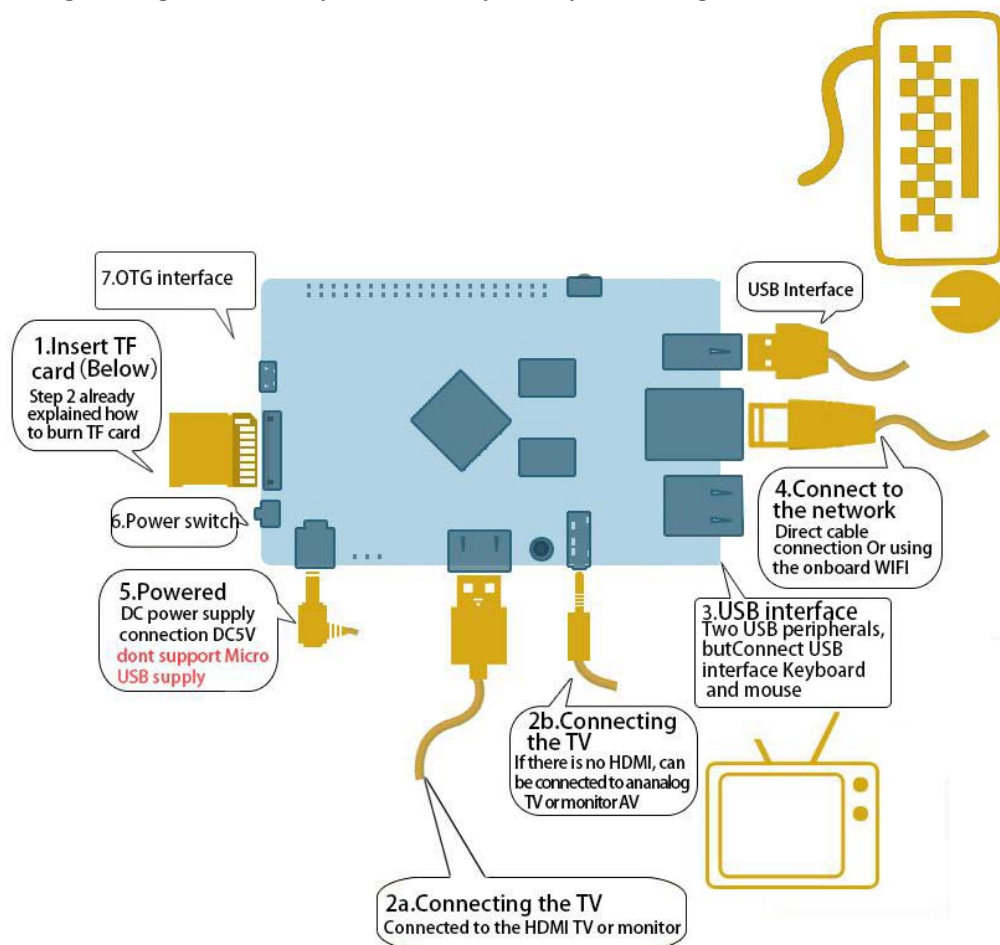 7.OTG interface
USB Interface
1.Insert TF
card (Below)
Step 2 already
explained how
to burn TF card
6.Power switch
4.Connect to
the network
Direct cable
connection Or using
the onboard WIFI
5.Powered
DC power supply
connection DC5V
dont support Micro
USB supply
3.USB interface
Two USB peripherals,
butConnect USB
interface Keyboard
and mouse
2b.Connecting
the TV
If there is no HDMI, can
be connected to ananalog
TV or monitor AV
2a.Connecting the TV
Connected to the HDMI TV or monitor